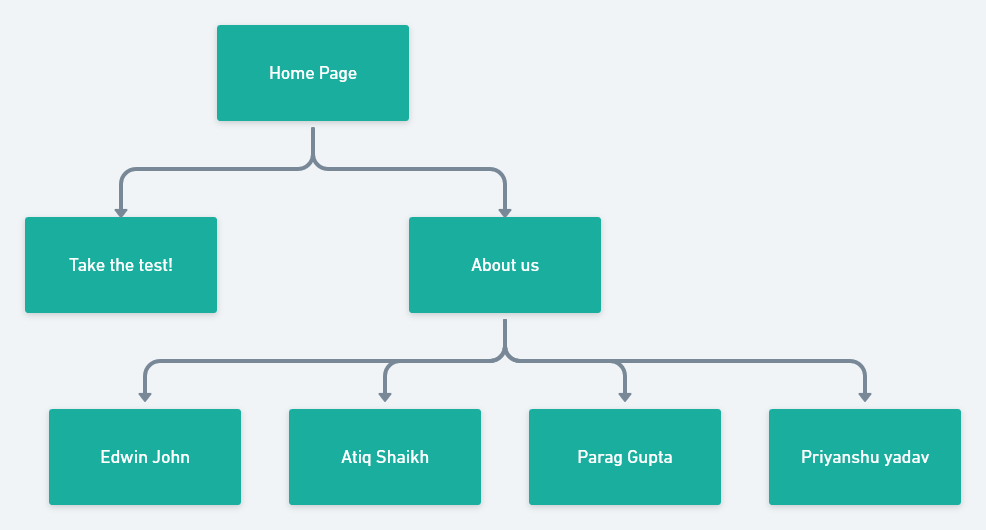 Home Page
Take the test!
About us
Edwin John
Atiq Shaikh
Parag Gupta
Priyanshu yadav